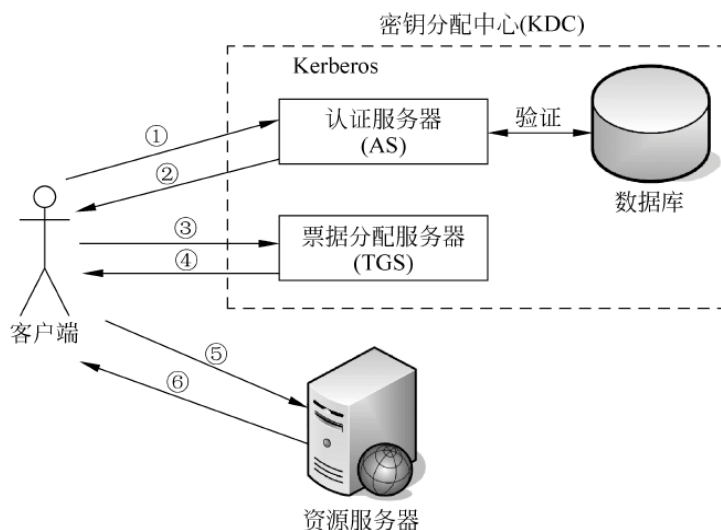 密钥分配中心(KDC)
Kerberos
认证服务器
(AS)
验证
数据库
①
②
③
票据分配服务器
(TGS)
④
客户端
⑤
⑥
资源服务器